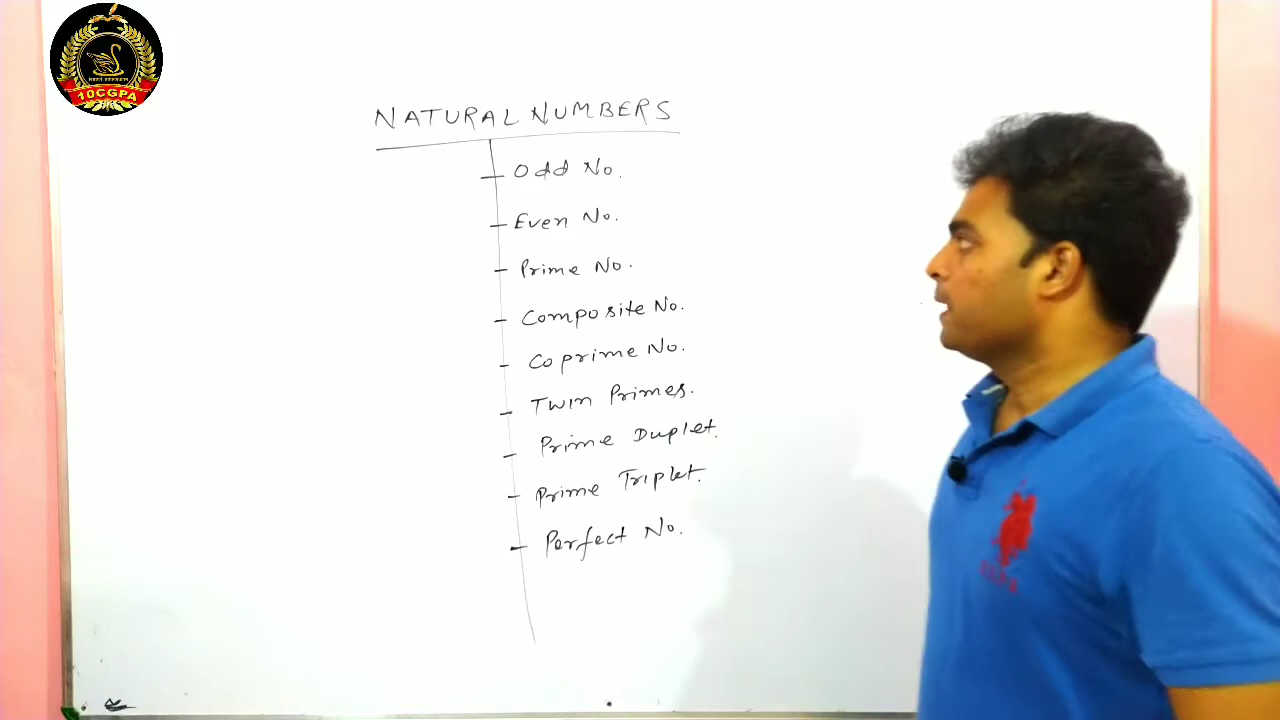 10CGPA
NATURAL NUMBERS
Odd No.
Even No.
Prime No.
Composite No.
Coprime No.
Twin Primes.
Prime Duplet.
Prime Triplet.
Perfect No.